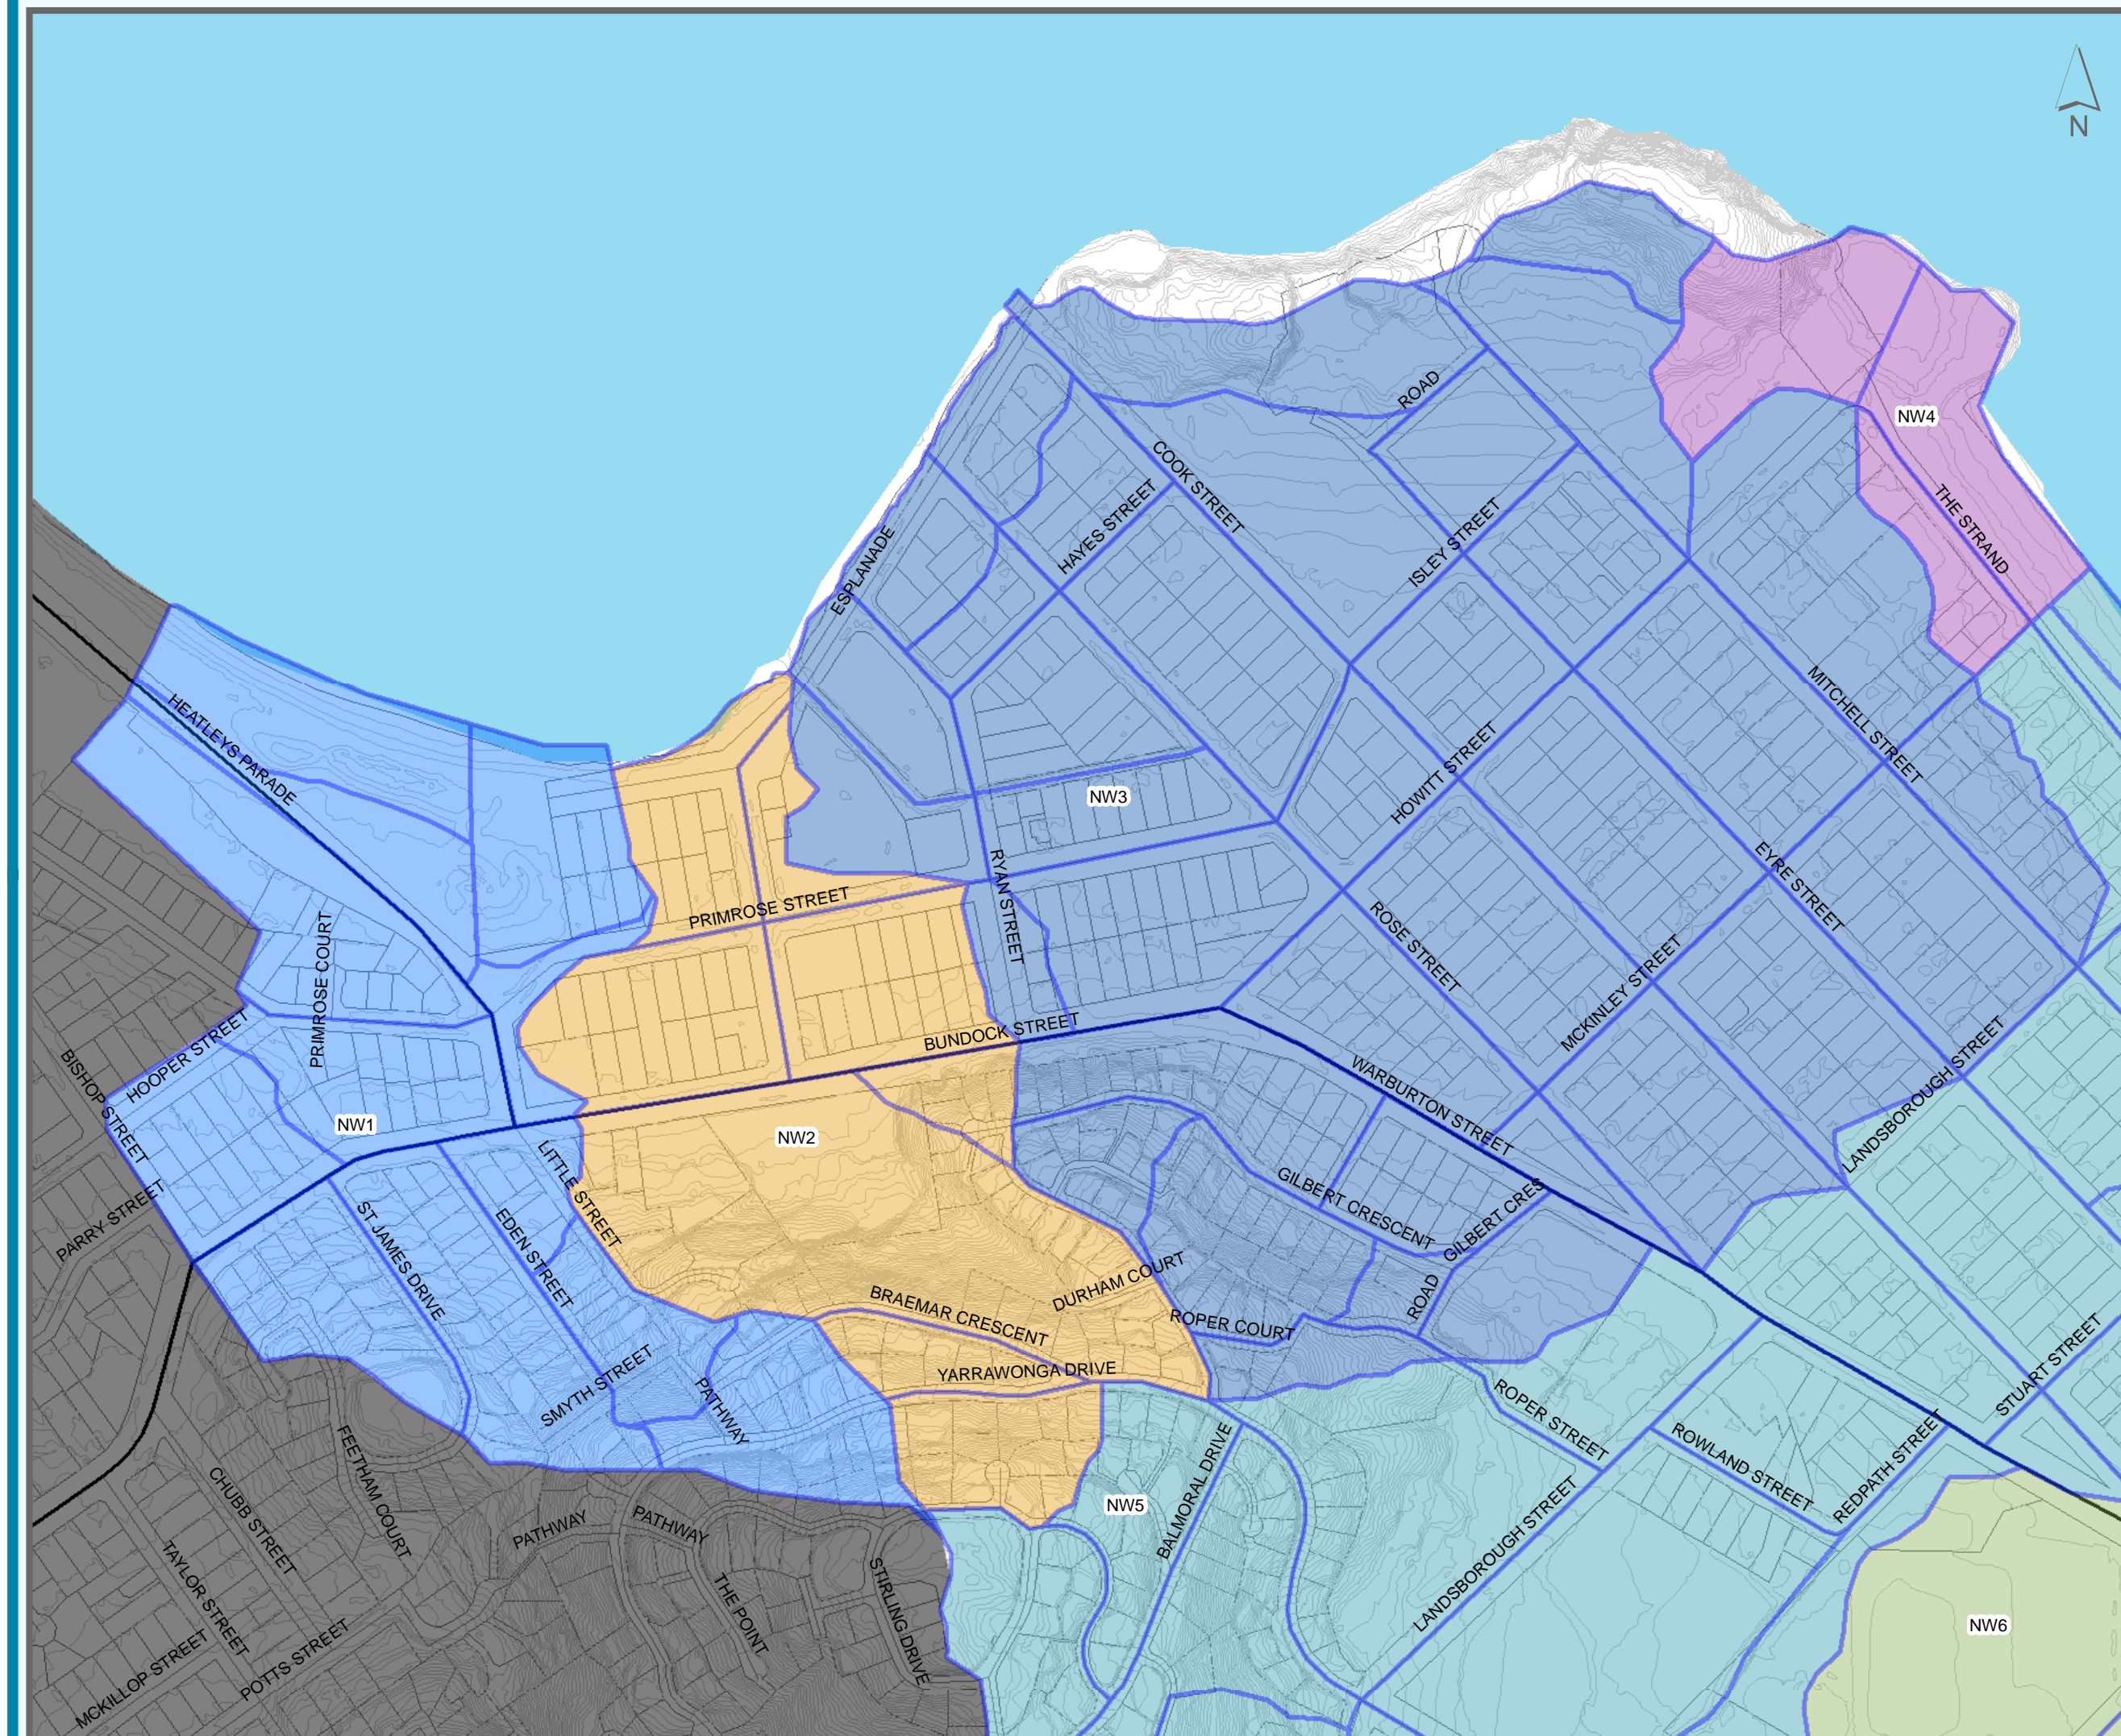 N
NW4
ROAD
COOK STREET
HAYES STREET
ISLEY STREET
THE STRAND
ESPLANADE
HEATLEYS PARADE
MITCHELL STREET
HOWITT STREET
NW3
RYAN STREET
EYRE STREET
PRIMROSE STREET
ROSE STREET
PRIMROSE COURT
MCKINLEY STREET
HOOPER STREET
BUNDOCK STREET
BISHOP STREET
WARBURTON STREET
LANDSBOROUGH STREET
NW1
NW2
LITTLE STREET
PARRY STREET
ST JAMES DRIVE
EDEN STREET
GILBERT CRESCENT
GILBERT CRES
DURHAM COURT
BRAEMAR CRESCENT
ROPER COURT
ROAD
YARRAWONGA DRIVE
SMYTH STREET
PATHWAY
STUART STREET
ROPER STREET
ROWLAND STREET
REDPATH STREET
FEETHAM COURT
CHUBB STREET
BALMORAL DRIVE
NW5
LANDSBOROUGH STREET
PATHWAY
PATHWAY
TAYLOR STREET
THE POINT
STIRLING DRIVE
NW6
POTTS STREET
MCKILLOP STREET